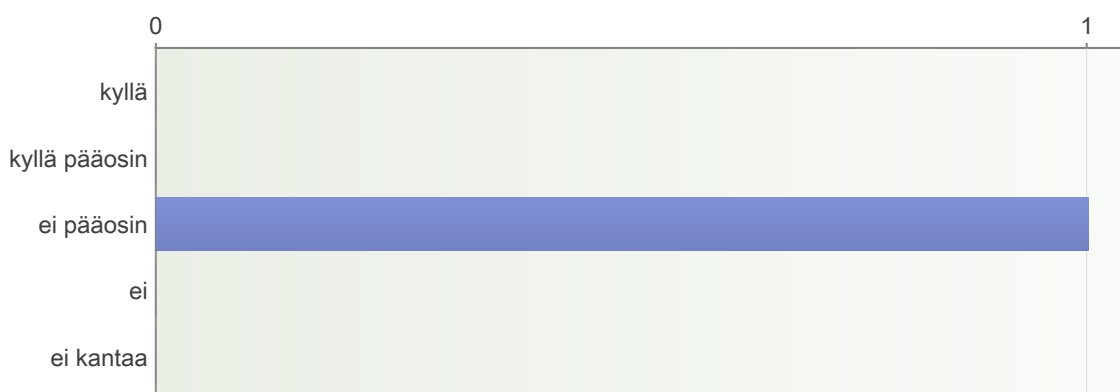 0 1
kyllä
kyllä pääosin
ei pääosin
ei
ei kantaa